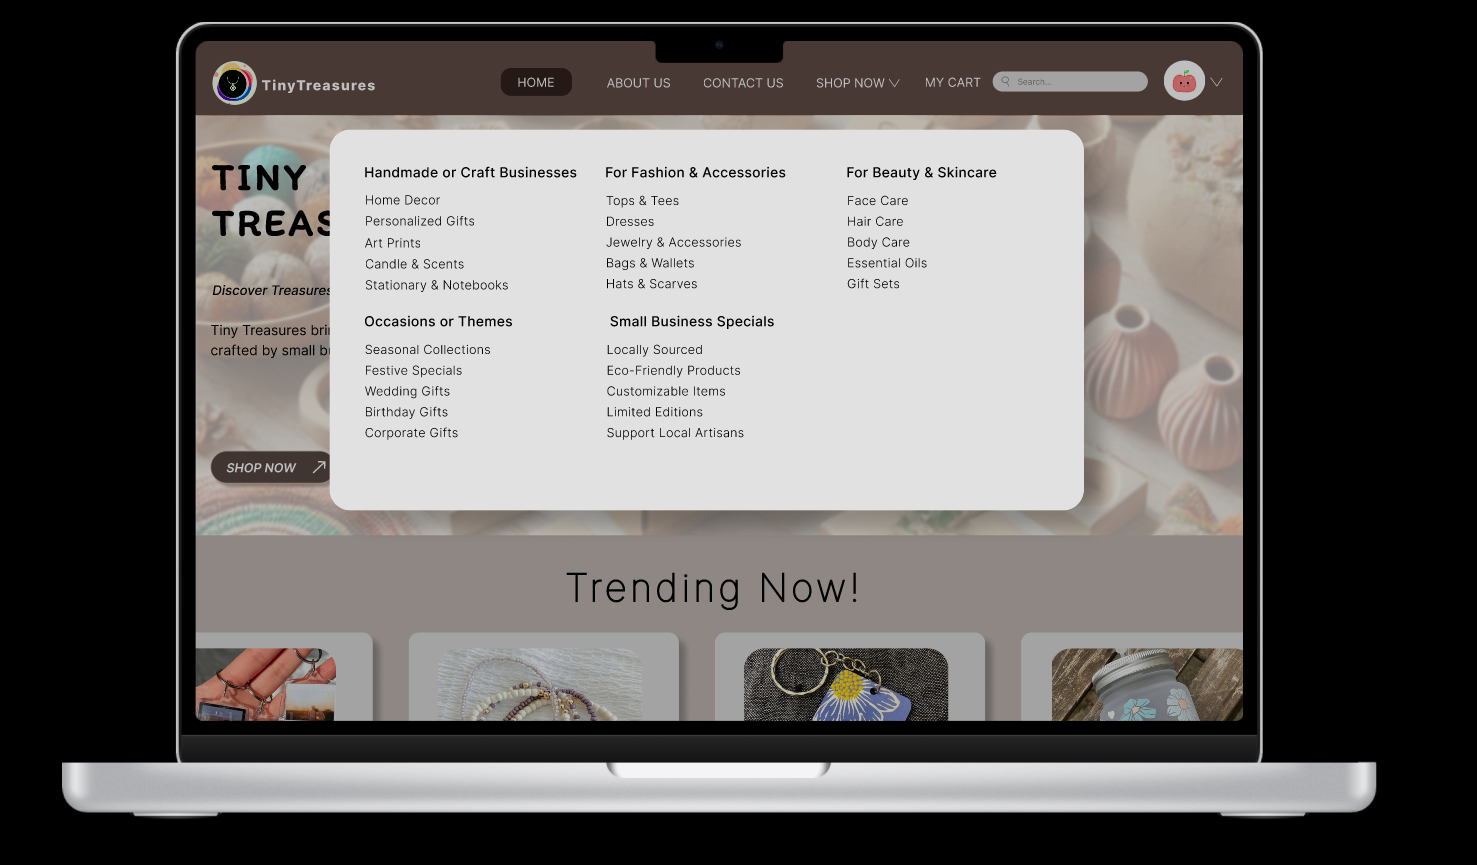 TinyTreasures
HOME
ABOUT US
CONTACT US
SHOP NOW
MY CART
Search...
TINY
TREAS
Discover Treasures
Tiny Treasures bri
crafted by small b
SHOP NOW
Handmade or Craft Businesses
Home Decor
Personalized Gifts
Art Prints
Candle & Scents
Stationary & Notebooks
For Fashion & Accessories
Tops & Tees
Dresses
Jewelry & Accessories
Bags & Wallets
Hats & Scarves
For Beauty & Skincare
Face Care
Hair Care
Body Care
Essential Oils
Gift Sets
Occasions or Themes
Seasonal Collections
Festive Specials
Wedding Gifts
Birthday Gifts
Corporate Gifts
Small Business Specials
Locally Sourced
Eco-Friendly Products
Customizable Items
Limited Editions
Support Local Artisans
Trending Now!